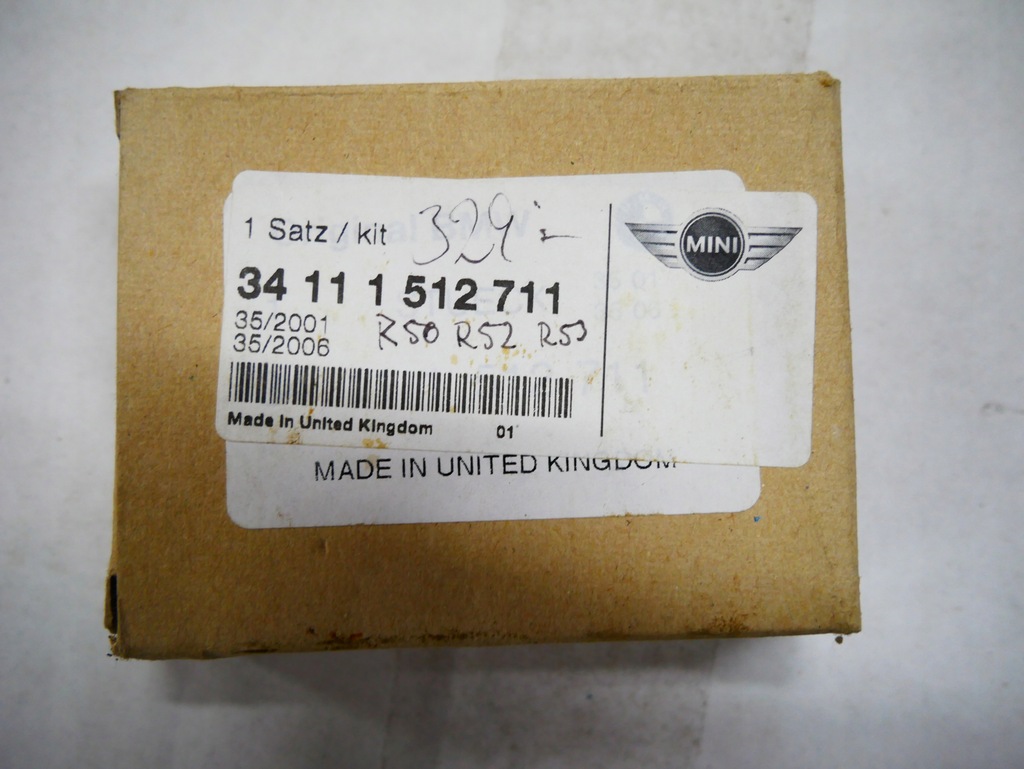 1 Satz / kit
329:-
34 11 1 512 711
35/2001
35/2006
R50 R52 R53
Made in United Kingdom 01
MINI
MADE IN UNITED KINGDOM